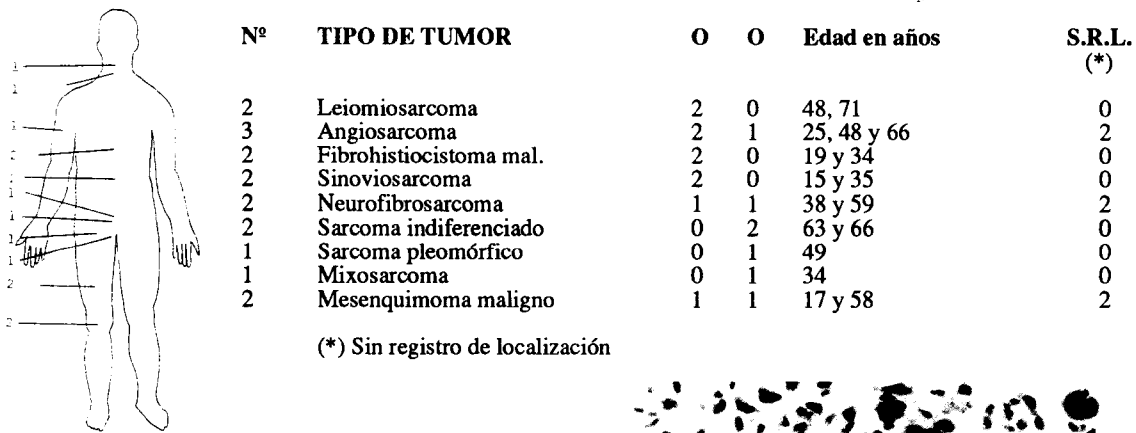 Nº TIPO DE TUMOR O O Edad en años S.R.L.
(*)
2 Leiomiosarcoma 2 0 48, 71 0
3 Angiosarcoma 2 1 25, 48 y 66 2
2 Fibrohistiocistoma mal. 2 0 19 y 34 0
2 Sinoviosarcoma 2 0 15 y 35 0
2 Neurofibrosarcoma 1 1 38 y 59 2
2 Sarcoma indiferenciado 0 2 63 y 66 0
1 Sarcoma pleomórfico 0 1 49 0
1 Mixosarcoma 0 1 34 0
2 Mesenquimoma maligno 1 1 17 y 58 2
(*) Sin registro de localización